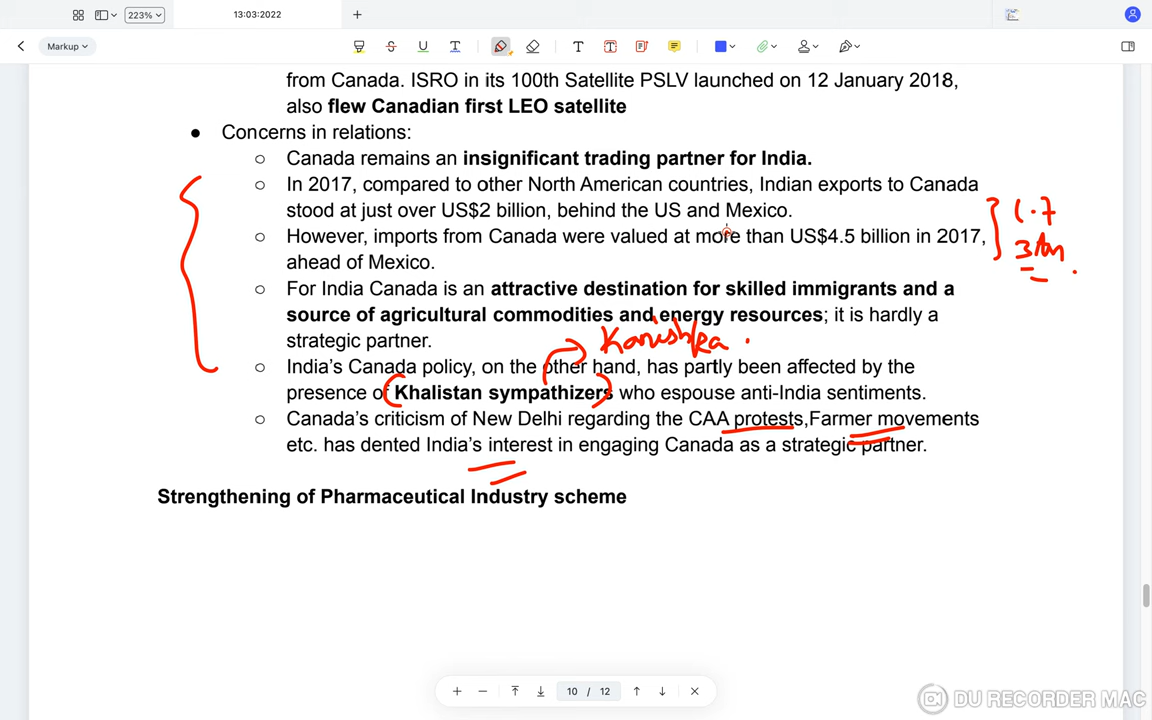 223%
13:03:2022
Markup
from Canada. ISRO in its 100th Satellite PSLV launched on 12 January 2018,
also flew Canadian first LEO satellite
● Concerns in relations:
○ Canada remains an insignificant trading partner for India.
○ In 2017, compared to other North American countries, Indian exports to Canada
stood at just over US$2 billion, behind the US and Mexico.
1.7
○ However, imports from Canada were valued at more than US$4.5 billion in 2017,
3
ahead of Mexico.
○ For India Canada is an attractive destination for skilled immigrants and a
source of agricultural commodities and energy resources; it is hardly a
Kanishka
strategic partner.
○ India's Canada policy, on the other hand, has partly been affected by the
presence of Khalistan sympathizers who espouse anti-India sentiments.
○ Canada's criticism of New Delhi regarding the CAA protests,Farmer movements
etc. has dented India's interest in engaging Canada as a strategic partner.
Strengthening of Pharmaceutical Industry scheme
10 / 12
DU RECORDER MAC